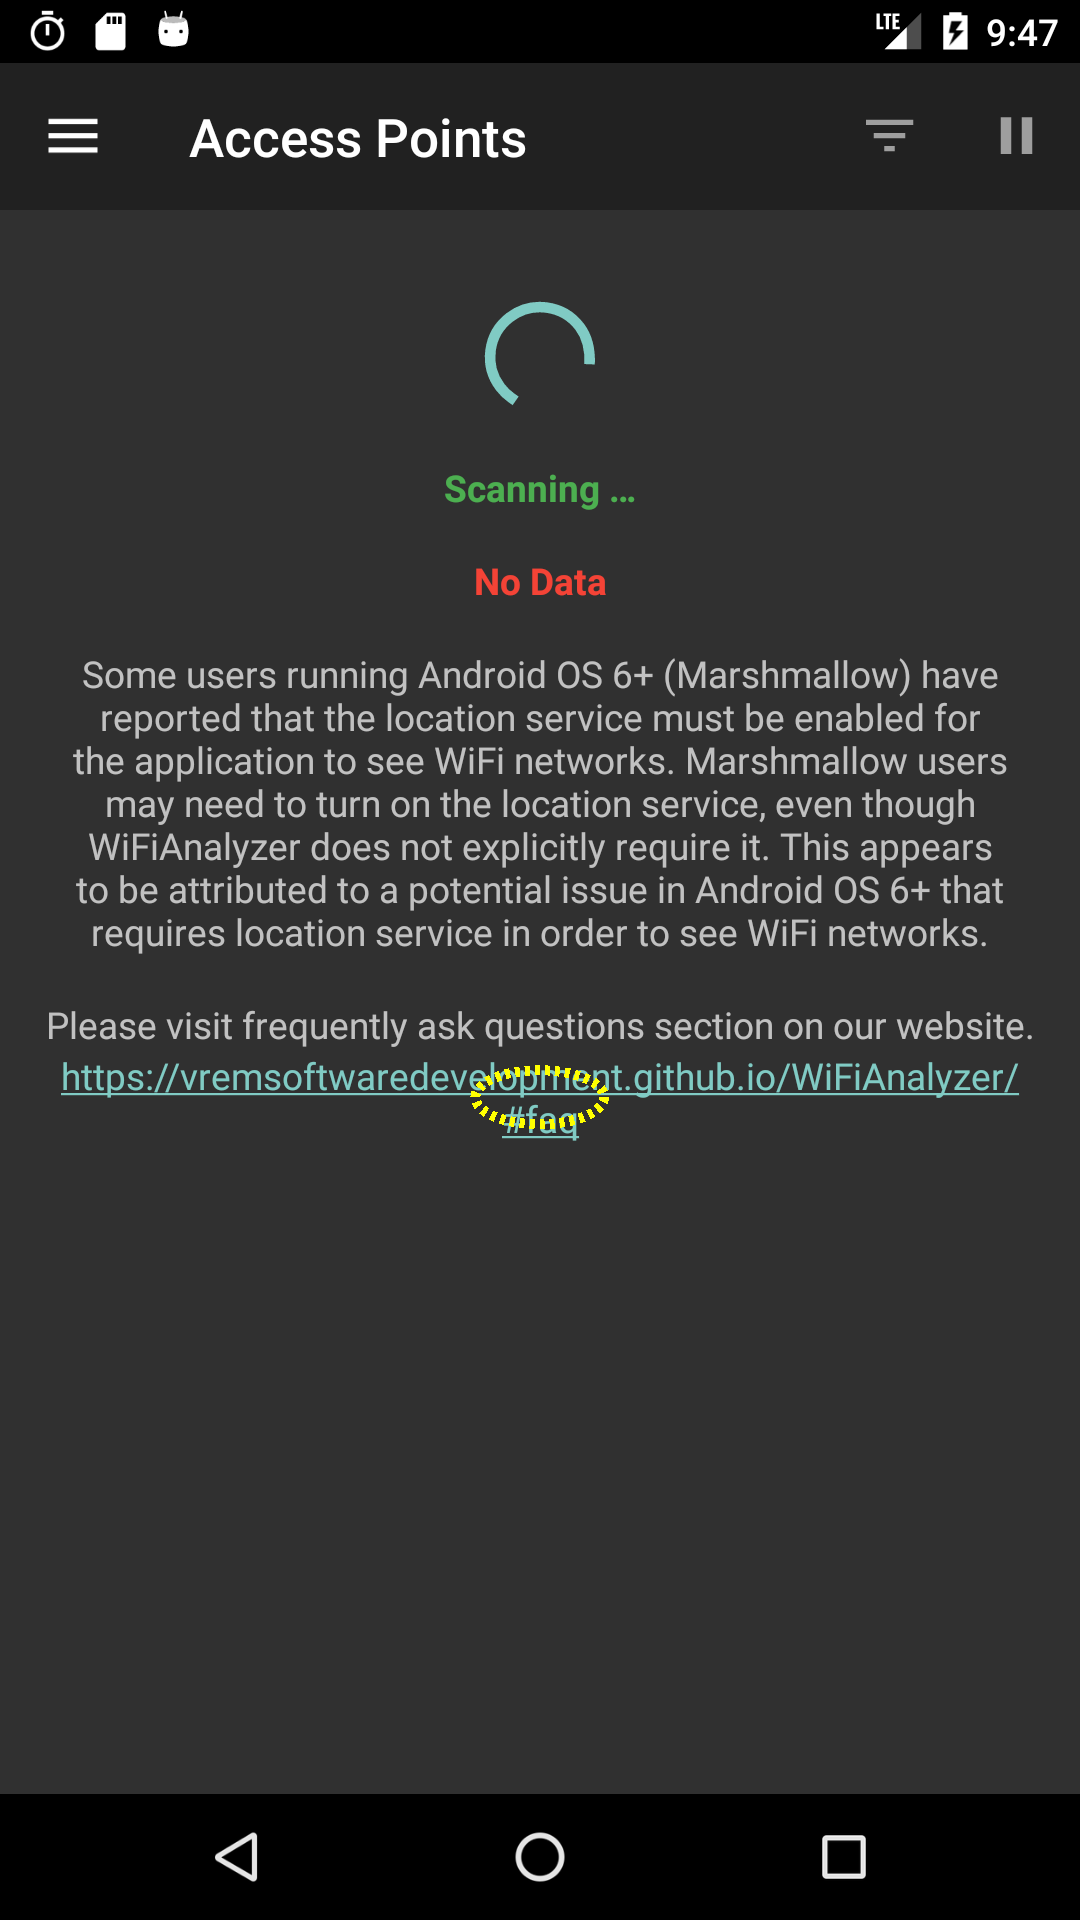 LTE 9:47
Access Points
Scanning ...
No Data
Some users running Android OS 6+ (Marshmallow) have
reported that the location service must be enabled for
the application to see WiFi networks. Marshmallow users
may need to turn on the location service, even though
WiFiAnalyzer does not explicitly require it. This appears
to be attributed to a potential issue in Android OS 6+ that
requires location service in order to see WiFi networks.
Please visit frequently ask questions section on our website.
https://vremsoftwaredevelopment.github.io/WiFiAnalyzer/
#faq